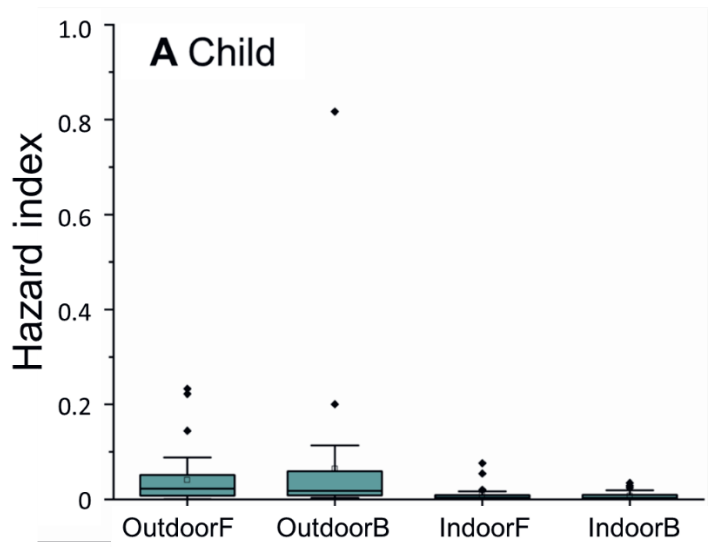 A Child
Hazard index
1.0
0.8
0.6
0.4
0.2
0
OutdoorF
OutdoorB
IndoorF
IndoorB